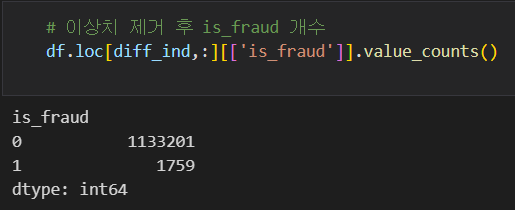 # 이상치 제거 후 is_fraud 개수
df.loc[diff_ind,:][['is_fraud']].value_counts()
is_fraud
0 1133201
1 1759
dtype: int64